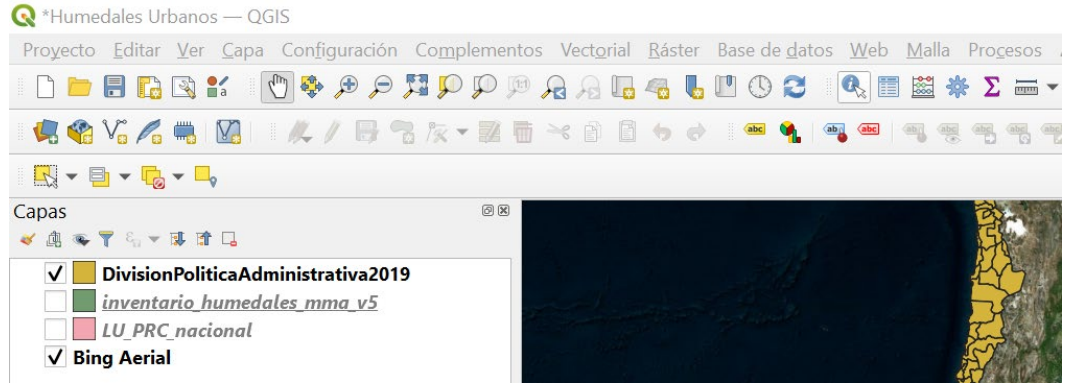 *Humedales Urbanos — QGIS
Proyecto Editar Ver Capa Configuración Complementos Vectorial Ráster Base de datos Web Malla Procesos
Capas
DivisionPoliticaAdministrativa2019
inventario_humedales_mma_v5
LU_PRC_nacional
Bing Aerial